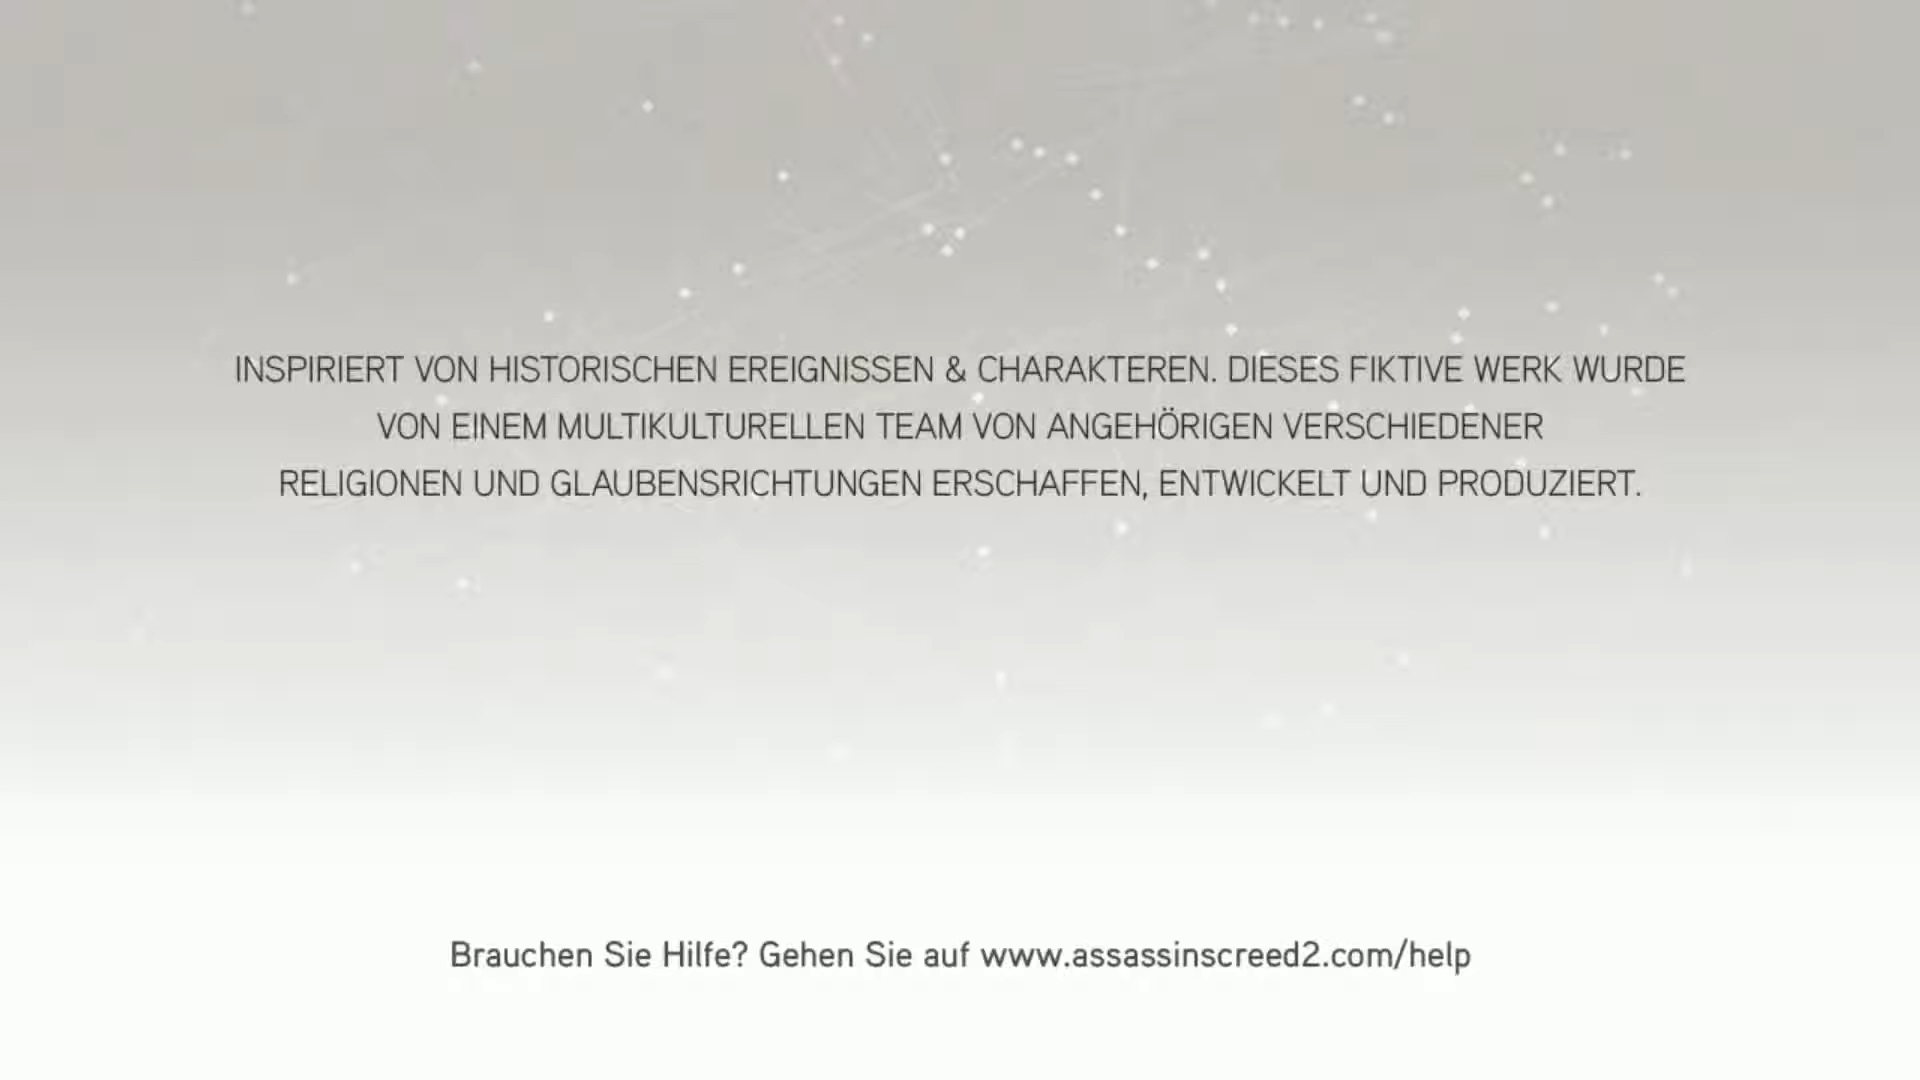 INSPIRIERT VON HISTORISCHEN EREIGNISSEN & CHARAKTEREN. DIESES FIKTIVE WERK WURDE
VON EINEM MULTIKULTURELLEN TEAM VON ANGEHÖRIGEN VERSCHIEDENER
RELIGIONEN UND GLAUBENSRICHTUNGEN ERSCHAFFEN, ENTWICKELT UND PRODUZIERT.
Brauchen Sie Hilfe? Gehen Sie auf www.assassinscreed2.com/help